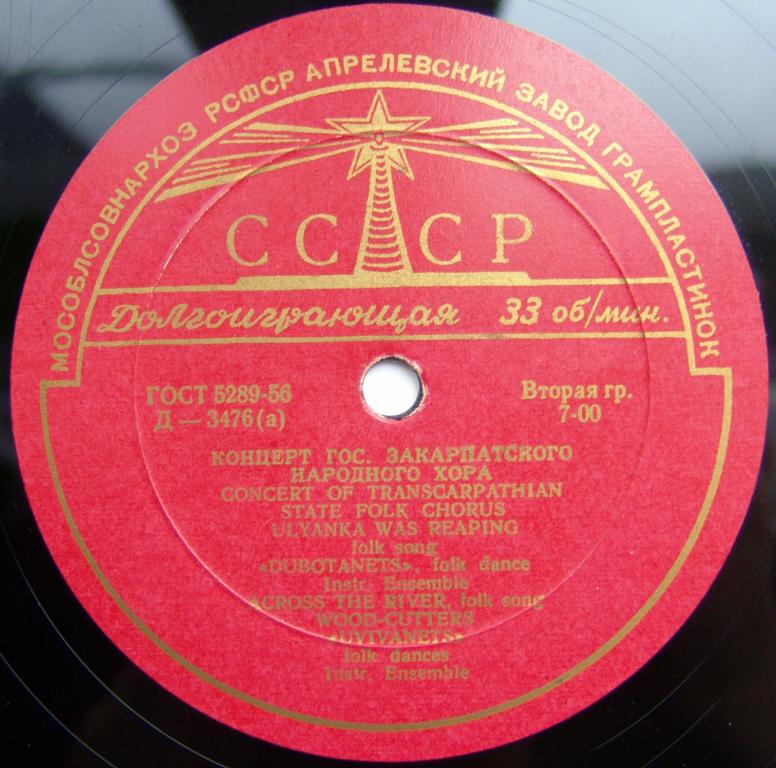 МОСОБЛСОВНАРХОЗ РСФСР АПРЕЛЕВСКИЙ ЗАВОД ГРАМПЛАСТИНОК
СССР
Долгоиграющая 33 об/мин.
ГОСТ 5289-56
Д — 3476 (а)
Вторая гр.
7-00
КОНЦЕРТ ГОС. ЗАКАРПАТСКОГО
НАРОДНОГО ХОРА
CONCERT OF TRANSCARPATHIAN
STATE FOLK CHORUS
ULYANKA WAS REAPING
folk song
«DUBOTANETS», folk dance
Instr. Ensemble
ACROSS THE RIVER, folk song
WOOD-CUTTERS
«UVIVANETS»
folk dances
Instr. Ensemble